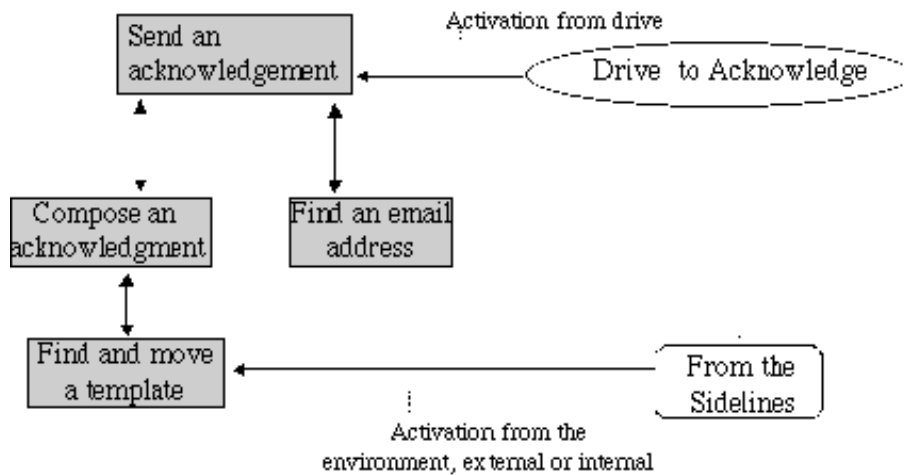 Activation from drive
Send an
acknowledgement
Drive to Acknowledge
Compose an
acknowledgment
Find an email
address
Find and move
a template
From the
Sidelines
Activation from the
environment, external or internal